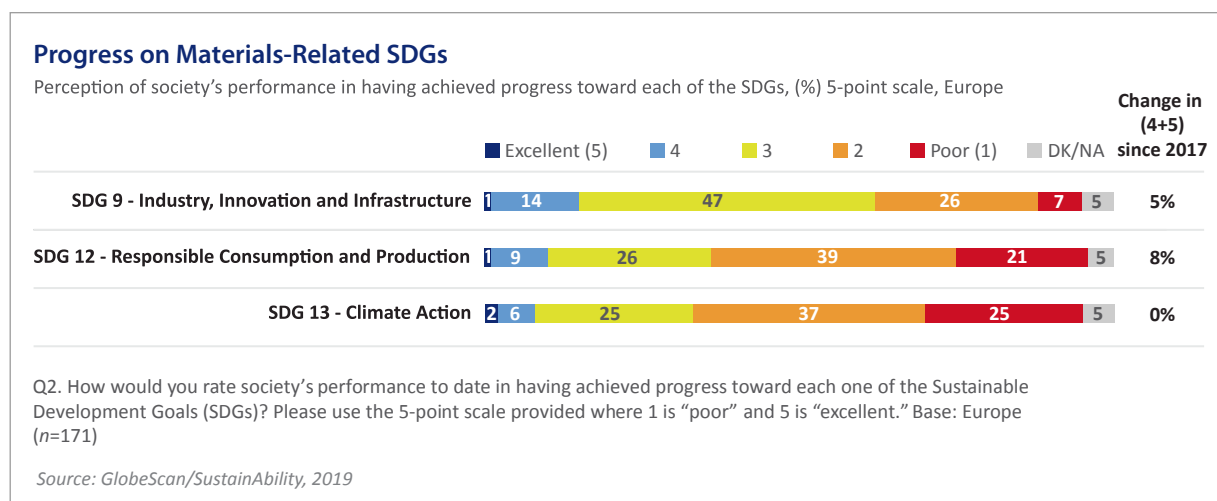 Progress on Materials-Related SDGs
Perception of society's performance in having achieved progress toward each of the SDGs, (%) 5-point scale, Europe
Change in
(4+5)
since 2017
Excellent (5) 4 3 2 Poor (1) DK/NA
SDG 9 - Industry, Innovation and Infrastructure 1 14 47 26 7 5 5%
SDG 12 - Responsible Consumption and Production 1 9 26 39 21 5 8%
SDG 13 - Climate Action 2 6 25 37 25 5 0%
Q2. How would you rate society's performance to date in having achieved progress toward each one of the Sustainable
Development Goals (SDGs)? Please use the 5-point scale provided where 1 is "poor" and 5 is "excellent." Base: Europe
(n=171)
Source: GlobeScan/SustainAbility, 2019